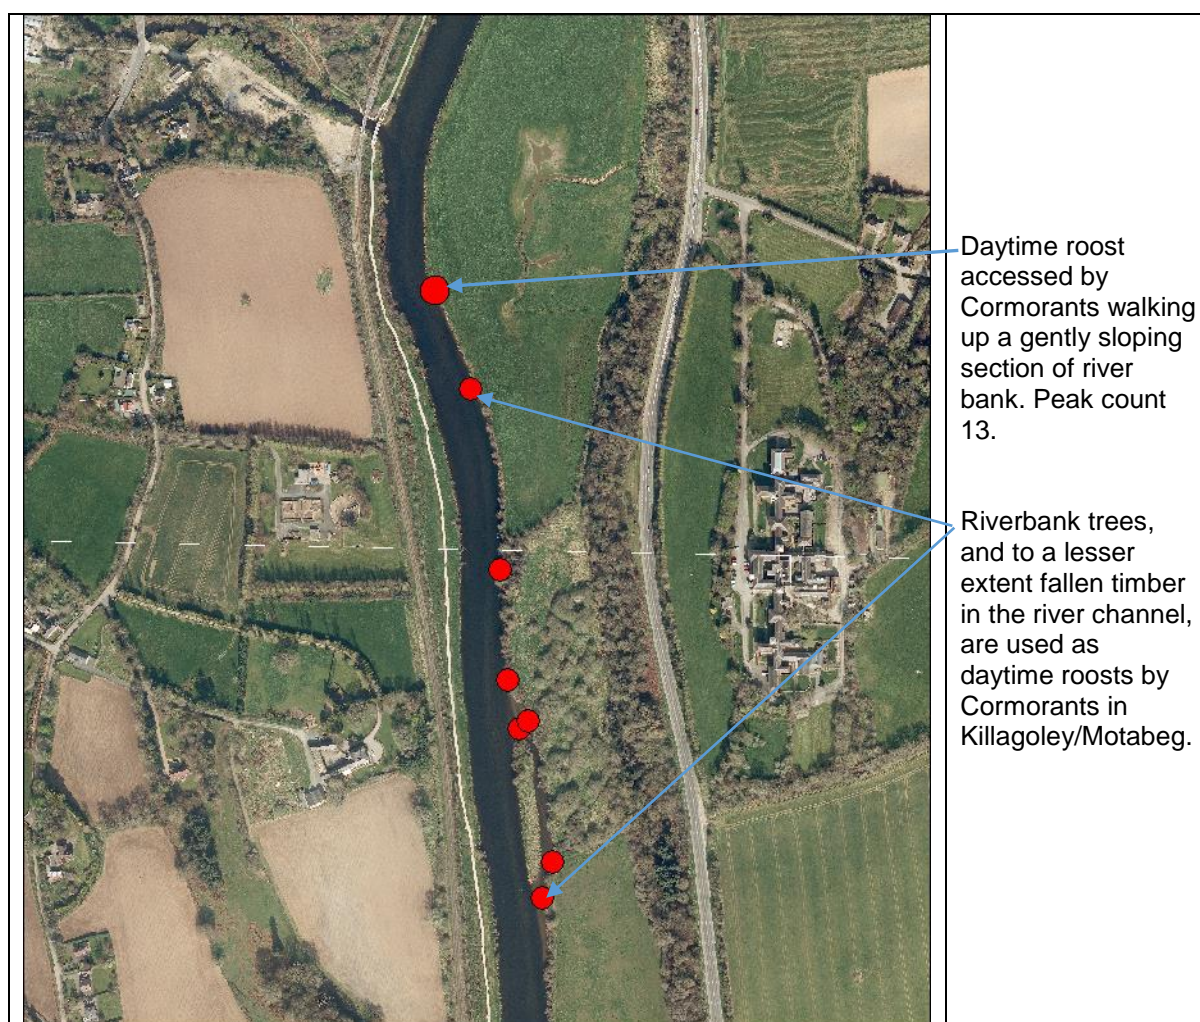 Daytime roost
accessed by
Cormorants walking
up a gently sloping
section of river
bank. Peak count
13.
Riverbank trees,
and to a lesser
extent fallen timber
in the river channel,
are used as
daytime roosts by
Cormorants in
Killagoley/Motabeg.